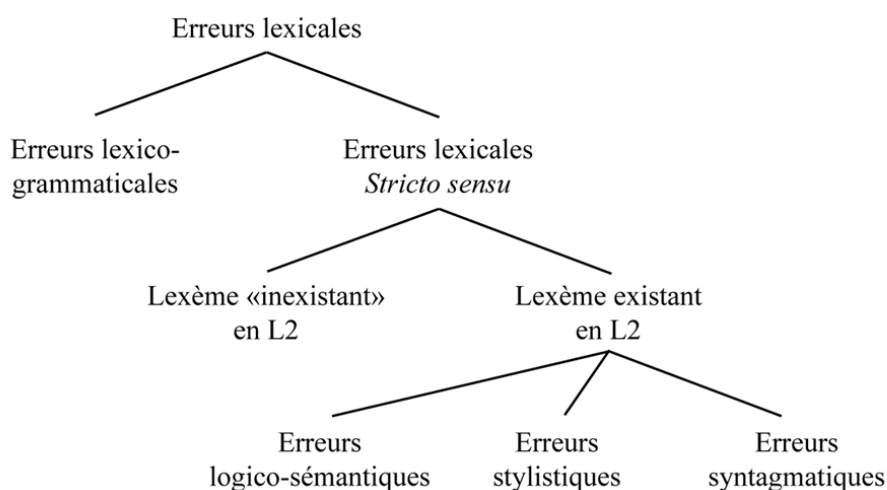 Erreurs lexicales
Erreurs lexico-
grammaticales
Erreurs lexicales
Stricto sensu
Lexème «inexistant»
en L2
Lexème existant
en L2
Erreurs
logico-sémantiques
Erreurs
stylistiques
Erreurs
syntagmatiques